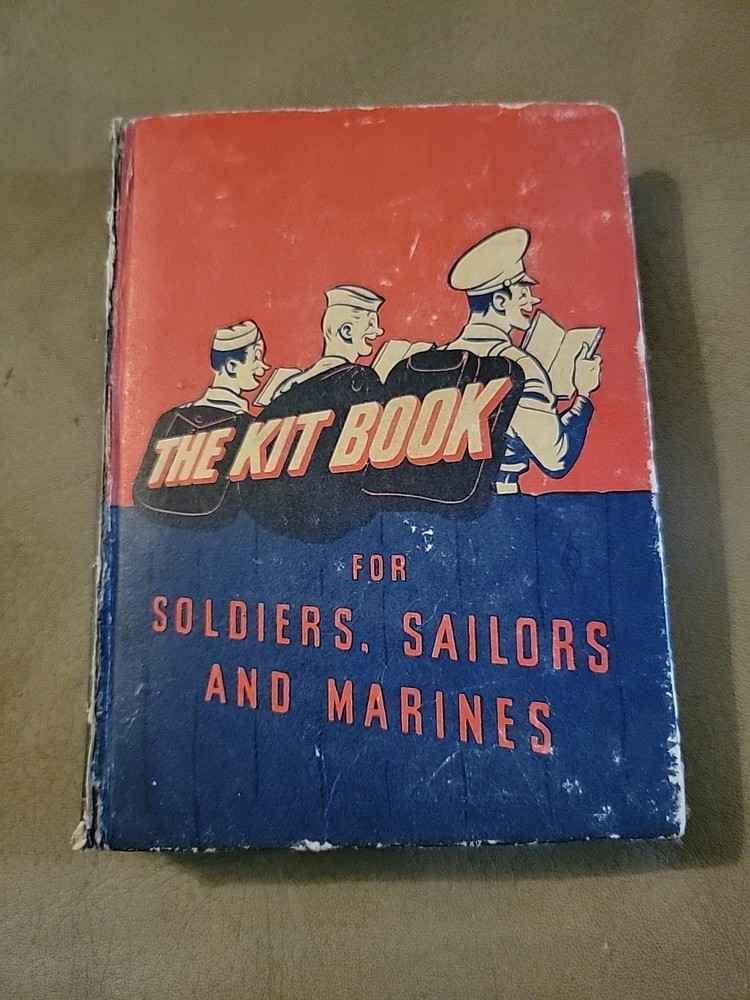 THE KIT BOOK
FOR
SOLDIERS, SAILORS
AND MARINES